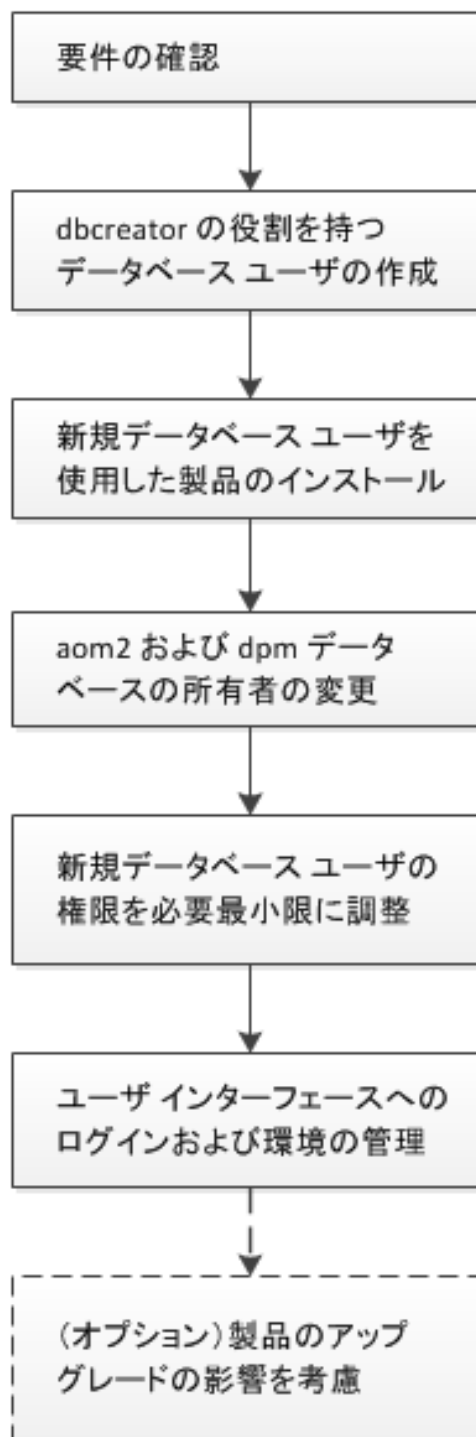 要件の確認
dbcreator の役割を持つ
データベース ユーザの作成
新規データベース ユーザを
使用した製品のインストール
aom2 および dpm データ
ベースの所有者の変更
新規データベース ユーザの
権限を必要最小限に調整
ユーザ インターフェースへの
ログインおよび環境の管理
(オプション)製品のアップ
グレードの影響を考慮